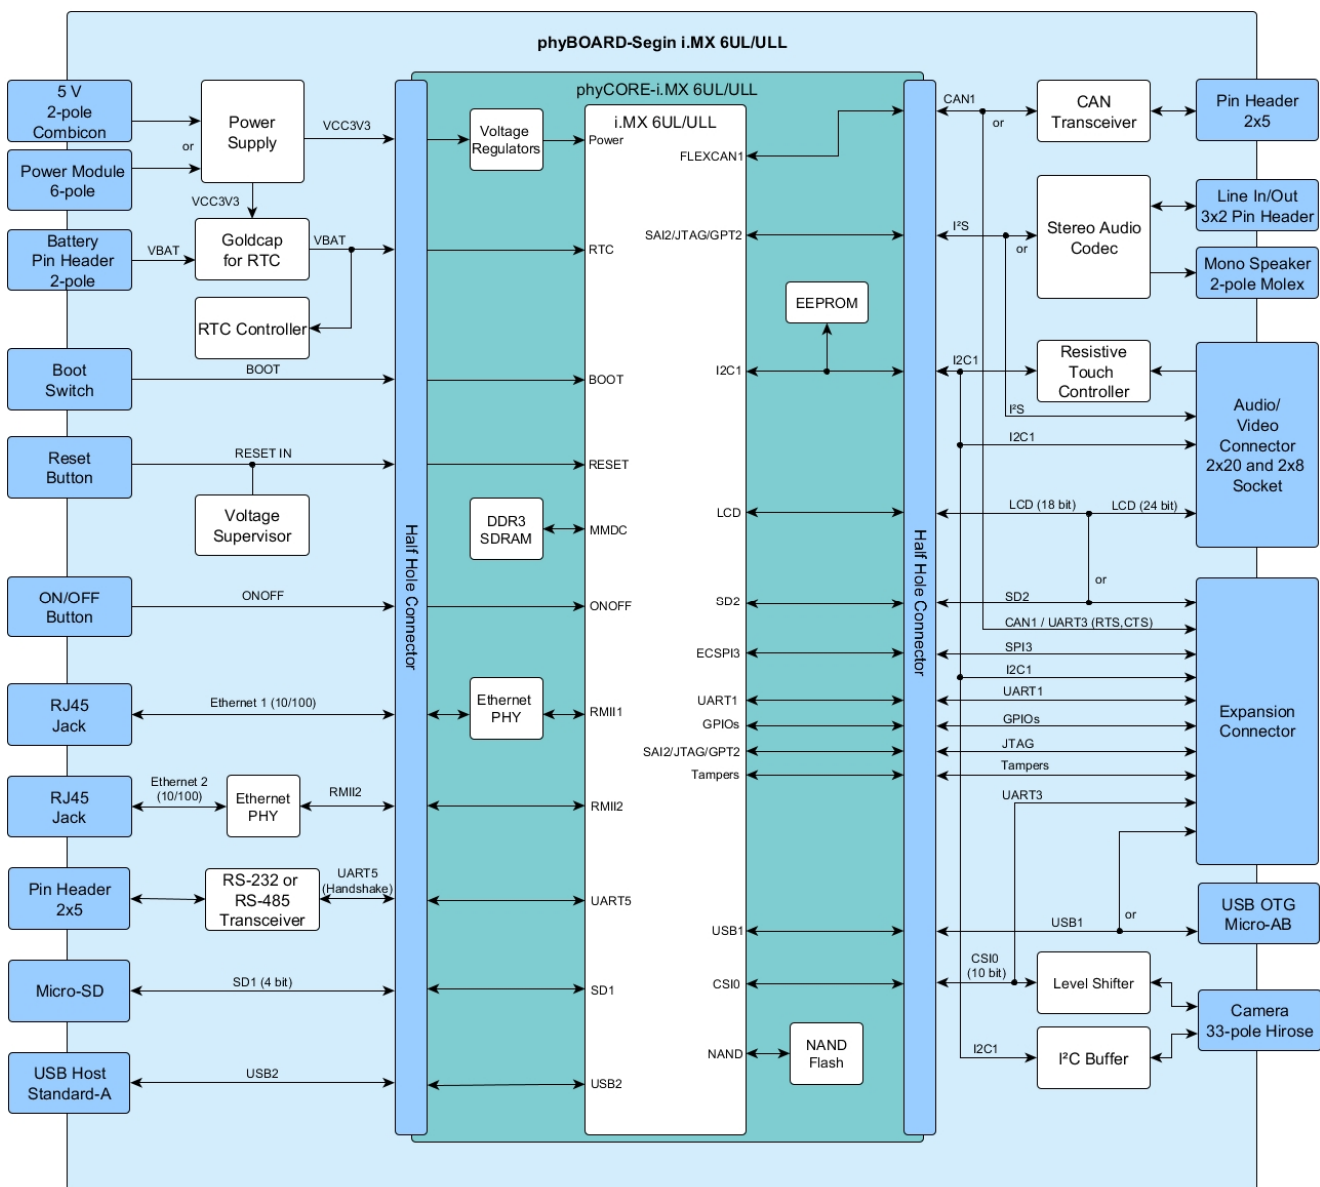 phyBOARD-Segin i.MX 6UL/ULL
5 V
2-pole
Combicon
Power Module
6-pole
or
Power
Supply
VCC3V3
VCC3V3
Battery
Pin Header
2-pole
VBAT
Goldcap
for RTC
VBAT
RTC Controller
Boot
Switch
BOOT
Reset
Button
RESET IN
Voltage
Supervisor
ON/OFF
Button
ONOFF
RJ45
Jack
Ethernet 1 (10/100)
RJ45
Jack
Ethernet 2
(10/100)
Ethernet
PHY
RMII2
Pin Header
2x5
RS-232 or
RS-485
Transceiver
UART5
(Handshake)
Micro-SD
SD1 (4 bit)
USB Host
Standard-A
USB2
Half Hole Connector
phyCORE-i.MX 6UL/ULL
Voltage
Regulators
DDR3
SDRAM
Ethernet
PHY
i.MX 6UL/ULL
Power
RTC
BOOT
RESET
MMDC
ONOFF
RMII1
RMII2
UART5
SD1
USB2
FLEXCAN1
SAI2/JTAG/GPT2
I2C1
LCD
SD2
ECSPI3
UART1
GPIOs
SAI2/JTAG/GPT2
Tampers
USB1
CSI0
NAND
EEPROM
NAND
Flash
Half Hole Connector
CAN1
or
CAN
Transceiver
Pin Header
2x5
I²S
or
Stereo Audio
Codec
Line In/Out
3x2 Pin Header
Mono Speaker
2-pole Molex
I2C1
Resistive
Touch
Controller
I²S
I2C1
LCD (18 bit)
LCD (24 bit)
Audio/
Video
Connector
2x20 and 2x8
Socket
or
SD2
CAN1 / UART3 (RTS,CTS)
SPI3
I2C1
UART1
GPIOs
JTAG
Tampers
UART3
Expansion
Connector
USB1
or
USB OTG
Micro-AB
CSI0
(10 bit)
Level Shifter
I2C1
I²C Buffer
Camera
33-pole Hirose